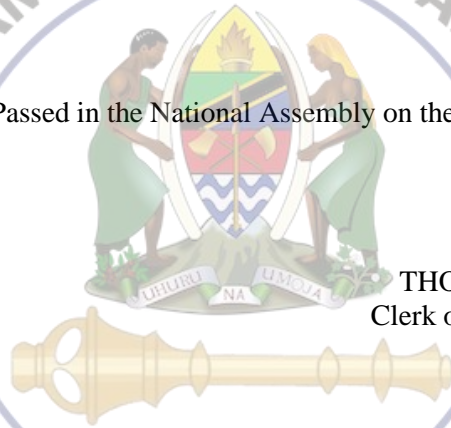 Passed in the National Assembly on the
THO
Clerk o
UHURU NA UMOJA